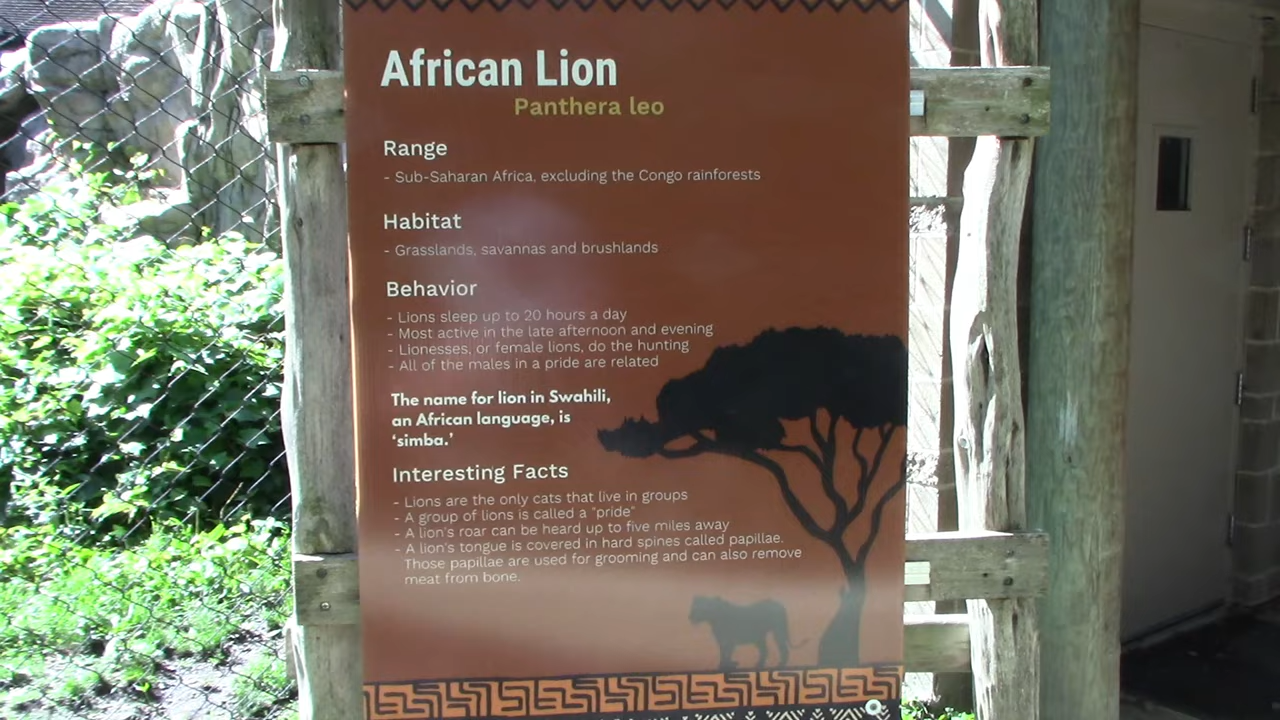 African Lion
Panthera leo
Range
- Sub-Saharan Africa, excluding the Congo rainforests
Habitat
- Grasslands, savannas and brushlands
Behavior
- Lions sleep up to 20 hours a day
- Most active in the late afternoon and evening
- Lionesses, or female lions, do the hunting
- All of the males in a pride are related
The name for lion in Swahili,
an African language, is
‘simba.’
Interesting Facts
- Lions are the only cats that live in groups
- A group of lions is called a "pride"
- A lion's roar can be heard up to five miles away
- A lion's tongue is covered in hard spines called papillae.
Those papillae are used for grooming and can also remove
meat from bone.